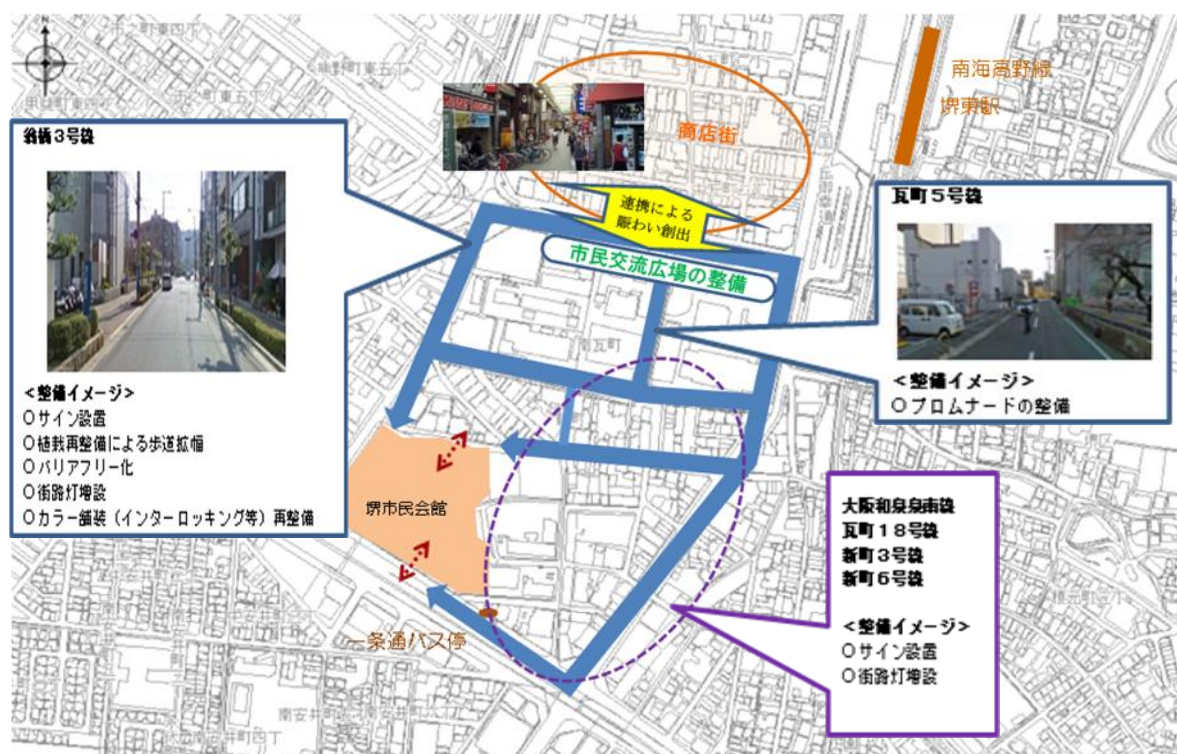 N
南海高野線
堺東駅
商店街
連携による
賑わい創出
市民交流広場の整備
翁橋3号線
<整備イメージ>
○サイン設置
○植栽再整備による歩道拡幅
○バリアフリー化
○街路灯増設
○カラー舗装(インターロッキング等)再整備
瓦町5号線
<整備イメージ>
○プロムナードの整備
南瓦町
堺市民会館
一条通バス停
大阪和泉泉南線
瓦町18号線
新町3号線
新町6号線
<整備イメージ>
○サイン設置
○街路灯増設